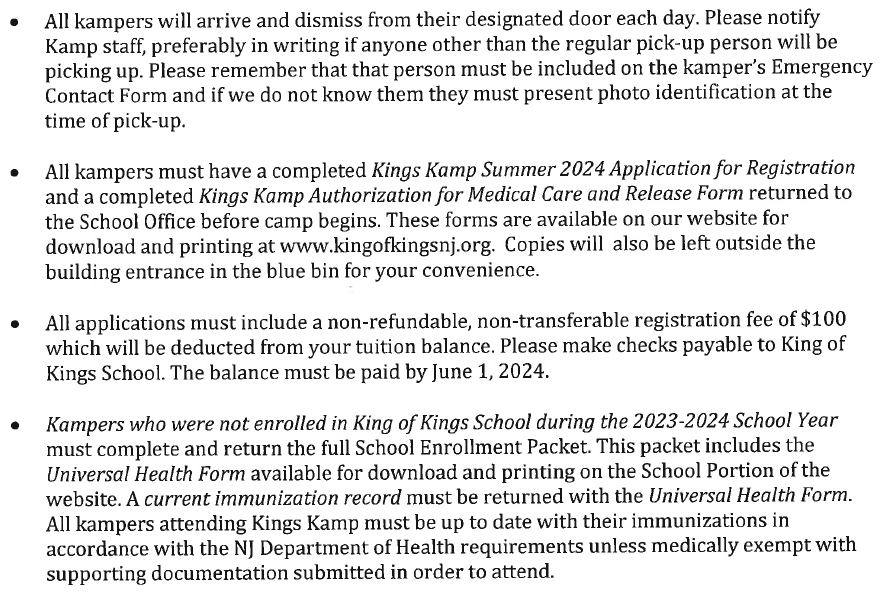 • All kampers will arrive and dismiss from their designated door each day. Please notify
Kamp staff, preferably in writing if anyone other than the regular pick-up person will be
picking up. Please remember that that person must be included on the kamper's Emergency
Contact Form and if we do not know them they must present photo identification at the
time of pick-up.
• All kampers must have a completed Kings Kamp Summer 2024 Application for Registration
and a completed Kings Kamp Authorization for Medical Care and Release Form returned to
the School Office before camp begins. These forms are available on our website for
download and printing at www.kingofkingsnj.org. Copies will also be left outside the
building entrance in the blue bin for your convenience.
• All applications must include a non-refundable, non-transferable registration fee of $100
which will be deducted from your tuition balance. Please make checks payable to King of
Kings School. The balance must be paid by June 1, 2024.
• Kampers who were not enrolled in King of Kings School during the 2023-2024 School Year
must complete and return the full School Enrollment Packet. This packet includes the
Universal Health Form available for download and printing on the School Portion of the
website. A current immunization record must be returned with the Universal Health Form.
All kampers attending Kings Kamp must be up to date with their immunizations in
accordance with the NJ Department of Health requirements unless medically exempt with
supporting documentation submitted in order to attend.